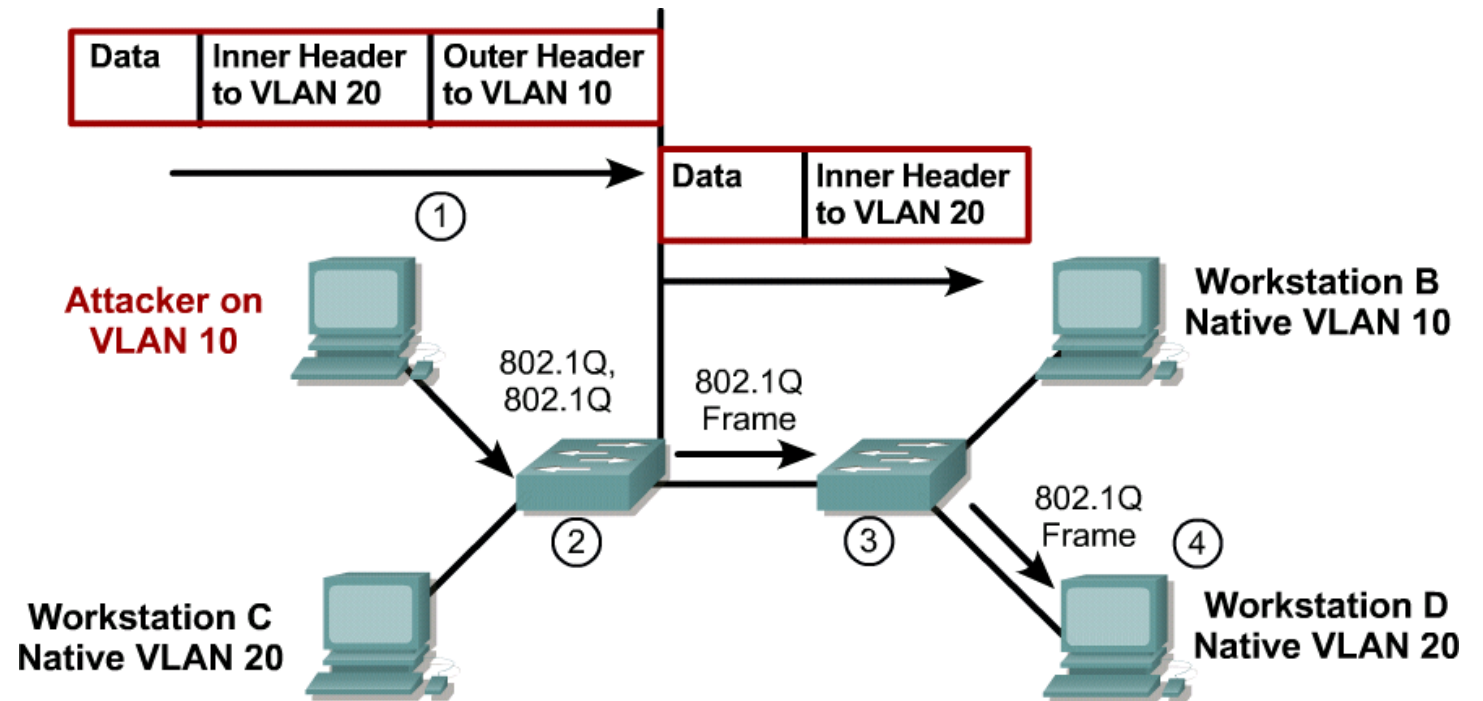 Data
Inner Header
to VLAN 20
Outer Header
to VLAN 10
Data
Inner Header
to VLAN 20
1
Attacker on
VLAN 10
Workstation B
Native VLAN 10
802.1Q,
802.1Q
802.1Q
Frame
2
3
802.1Q
Frame
4
Workstation C
Native VLAN 20
Workstation D
Native VLAN 20